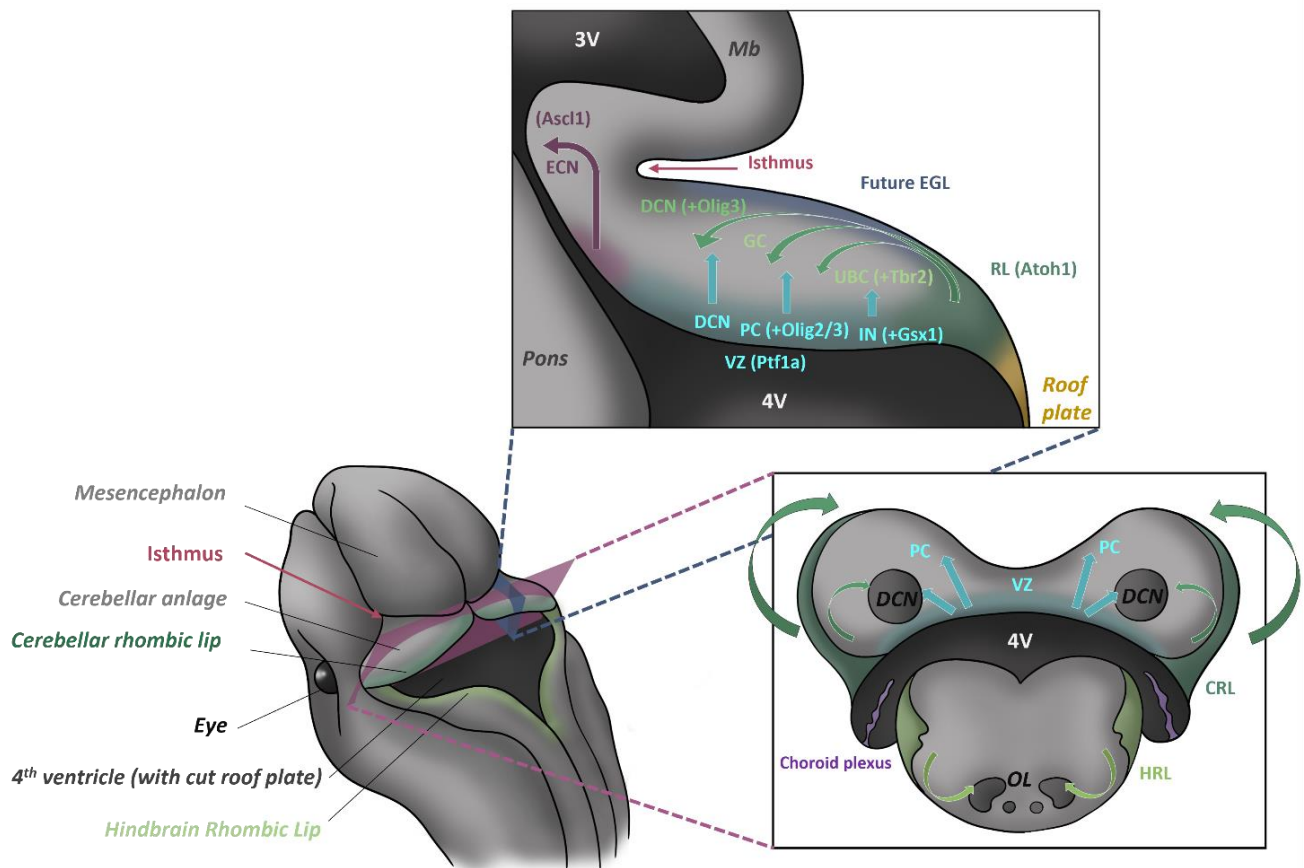 3V
Mb
(Ascl1)
ECN
Isthmus
Future EGL
DCN (+Olig3)
GC
UBC (+Tbr2)
RL (Atoh1)
DCN
PC (+Olig2/3)
IN (+Gsx1)
VZ (Ptf1a)
Pons
4V
Roof
plate
Mesencephalon
Isthmus
Cerebellar anlage
Cerebellar rhombic lip
Eye
4th ventricle (with cut roof plate)
Hindbrain Rhombic Lip
PC
PC
VZ
DCN
DCN
4V
CRL
Choroid plexus
HRL
OL